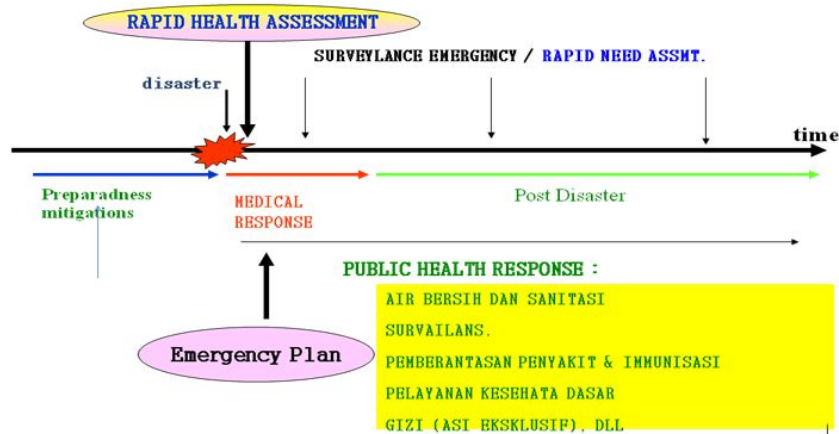 RAPID HEALTH ASSESSMENT
SURVEYLANCE EMERGENCY / RAPID NEED ASSMT.
disaster
time
Preparadness
mitigations
MEDICAL
RESPONSE
Post Disaster
PUBLIC HEALTH RESPONSE :
AIR BERSIH DAN SANITASI
SURVAILANS.
PEMBERANTASAN PENYAKIT & IMMUNISASI
PELAYANAN KESEHATA DASAR
GIZI (ASI EKSKLUSIF), DLL
Emergency Plan